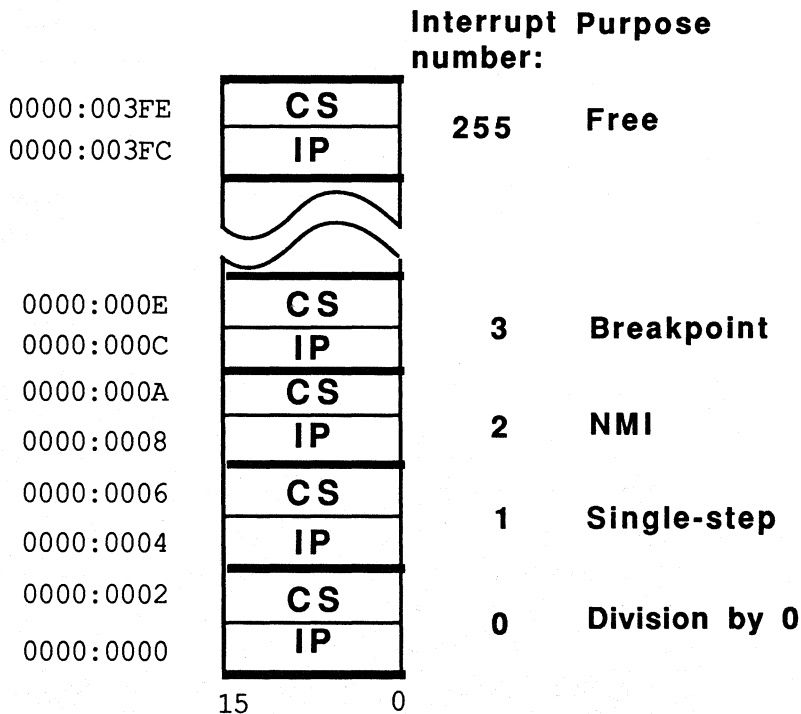 Interrupt Purpose
number:
0000:003FE CS 255 Free
0000:003FC IP
0000:000E CS 3 Breakpoint
0000:000C IP
0000:000A CS 2 NMI
0000:0008 IP
0000:0006 CS 1 Single-step
0000:0004 IP
0000:0002 CS 0 Division by 0
0000:0000 IP
15 0